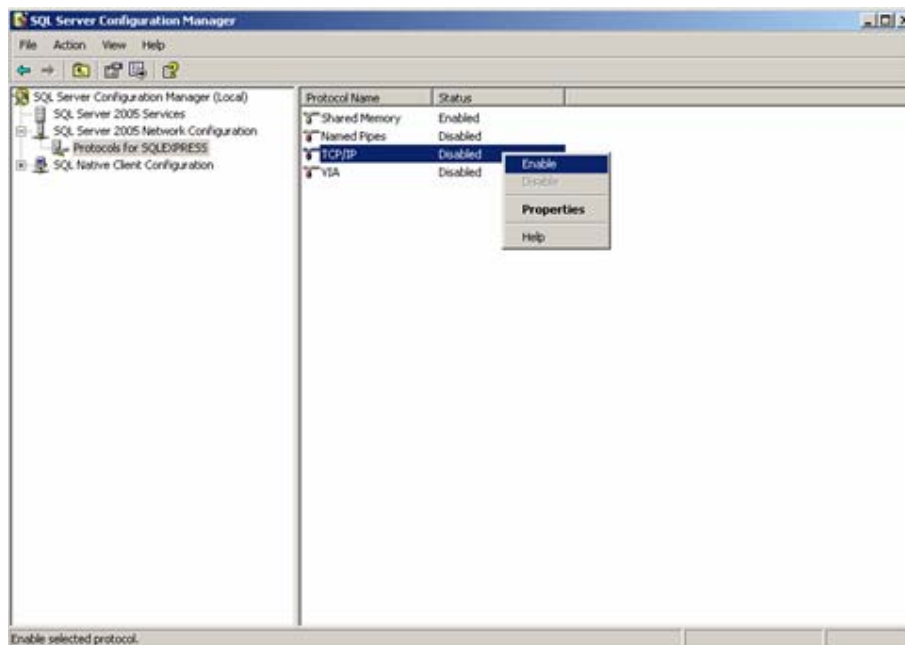 SQL Server Configuration Manager
File Action View Help
SQL Server Configuration Manager (Local)
SQL Server 2005 Services
SQL Server 2005 Network Configuration
Protocols for SQLEXPRESS
SQL Native Client Configuration
Protocol Name Status
Shared Memory Enabled
Named Pipes Disabled
TCP/IP Disabled
VIA Disabled
Enable
Disable
Properties
Help
Enable selected protocol.